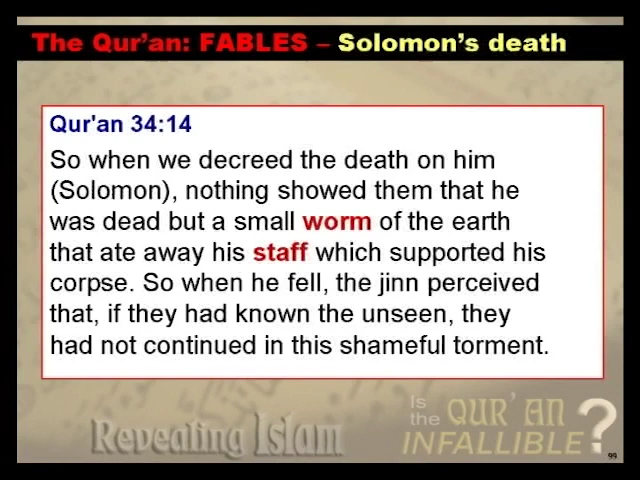 The Qur'an: FABLES – Solomon's death
Qur'an 34:14
So when we decreed the death on him
(Solomon), nothing showed them that he
was dead but a small worm of the earth
that ate away his staff which supported his
corpse. So when he fell, the jinn perceived
that, if they had known the unseen, they
had not continued in this shameful torment.
Revealing Islam
Is
the QUR'AN
INFALLIBLE?
99